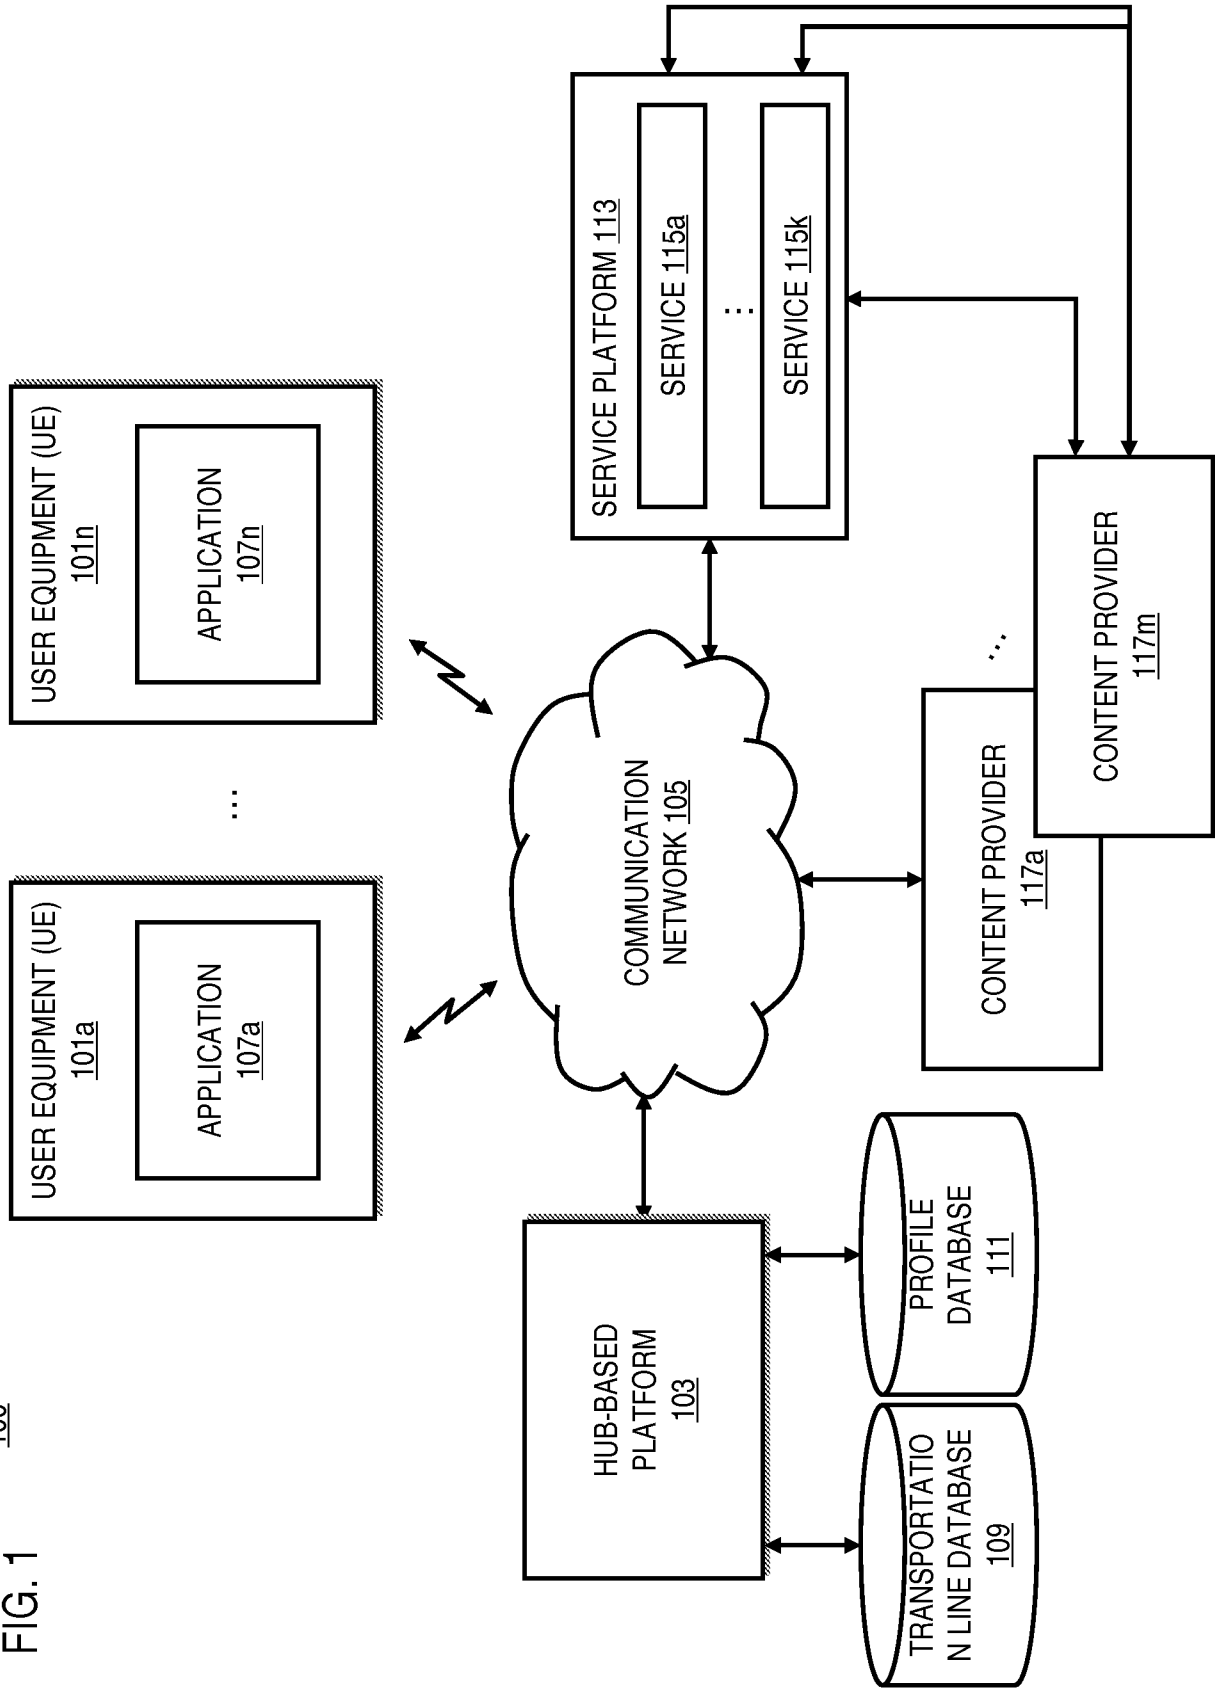 FIG. 1
USER EQUIPMENT (UE)
101a
APPLICATION
107a
...
USER EQUIPMENT (UE)
101n
APPLICATION
107n
HUB-BASED
PLATFORM
103
COMMUNICATION
NETWORK 105
SERVICE PLATFORM 113
SERVICE 115a
...
SERVICE 115k
TRANSPORTATIO
N LINE DATABASE
109
PROFILE
DATABASE
111
CONTENT PROVIDER
117a
...
CONTENT PROVIDER
117m